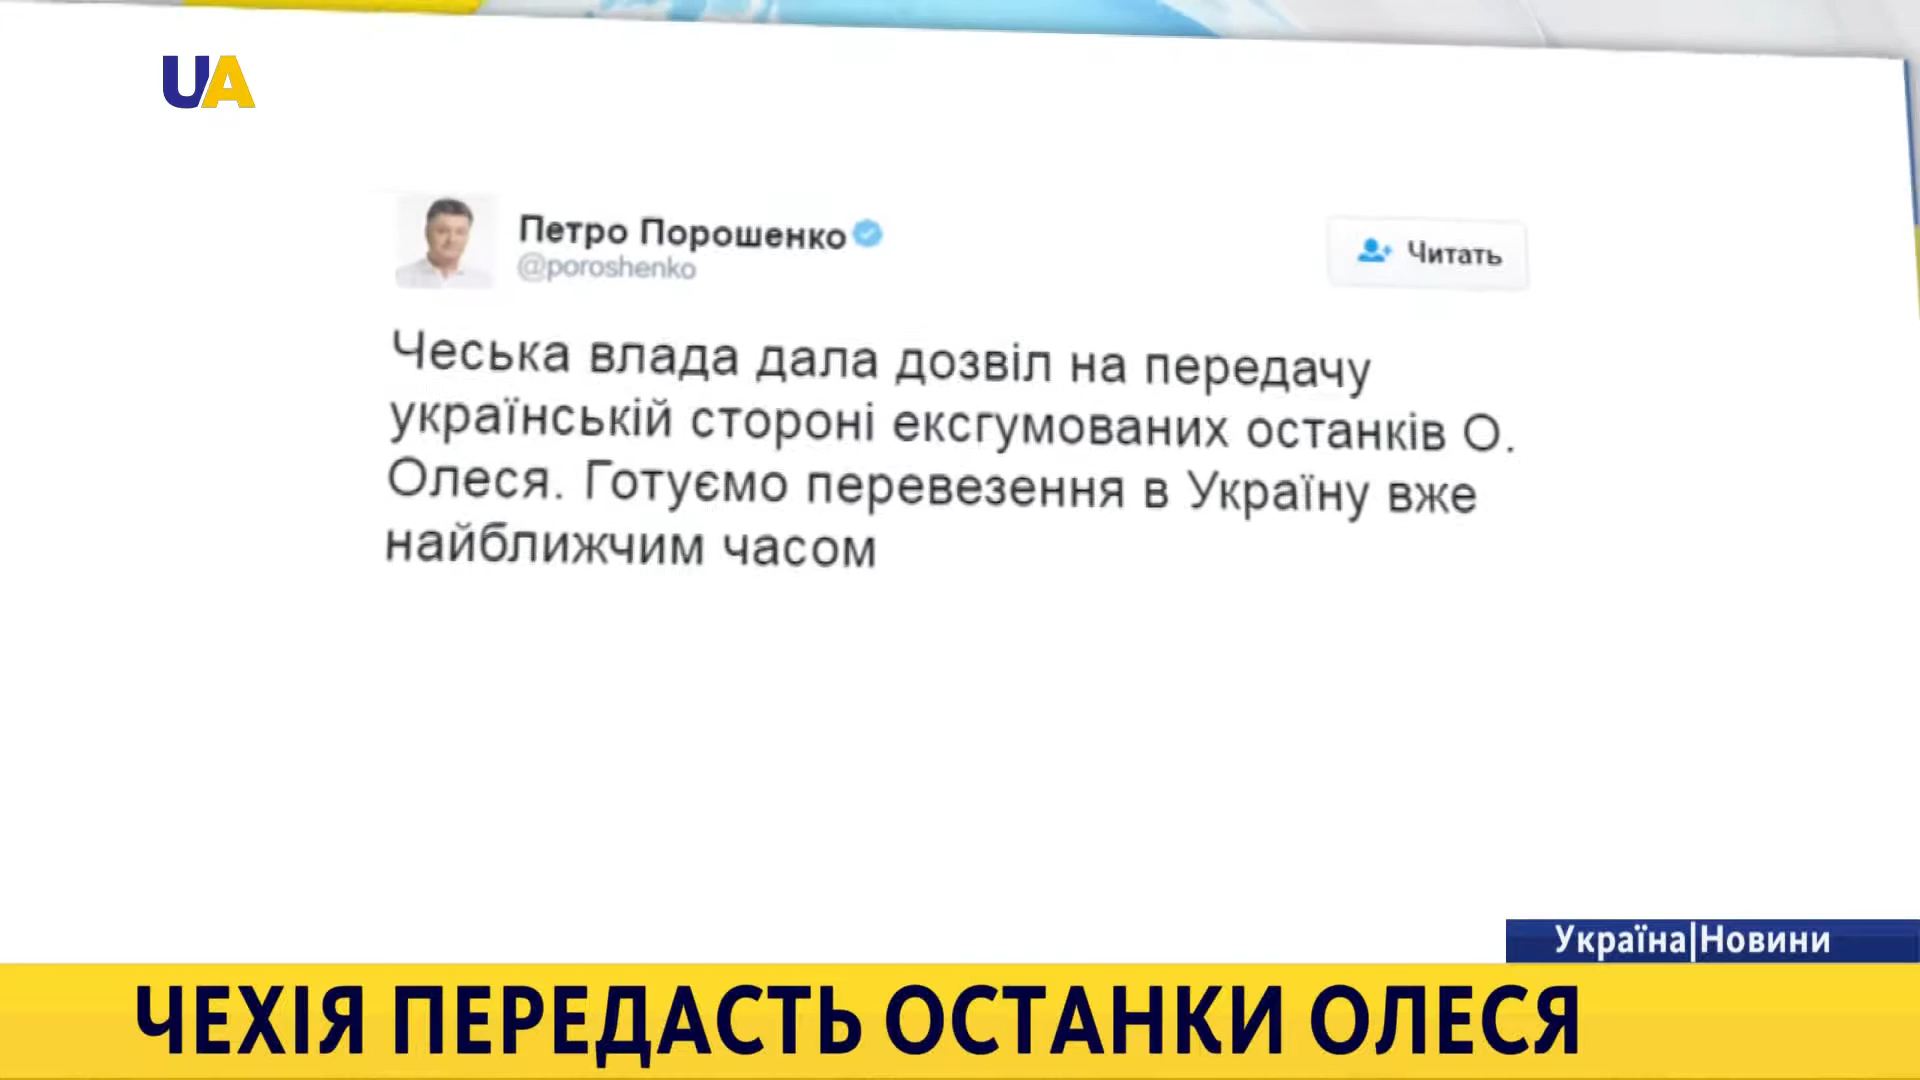 UA
Петро Порошенко
@poroshenko
Читать
Чеська влада дала дозвіл на передачу
українській стороні ексгумованих останків О.
Олеся. Готуємо перевезення в Україну вже
найближчим часом
Україна|Новини
ЧЕХІЯ ПЕРЕДАСТЬ ОСТАНКИ ОЛЕСЯ